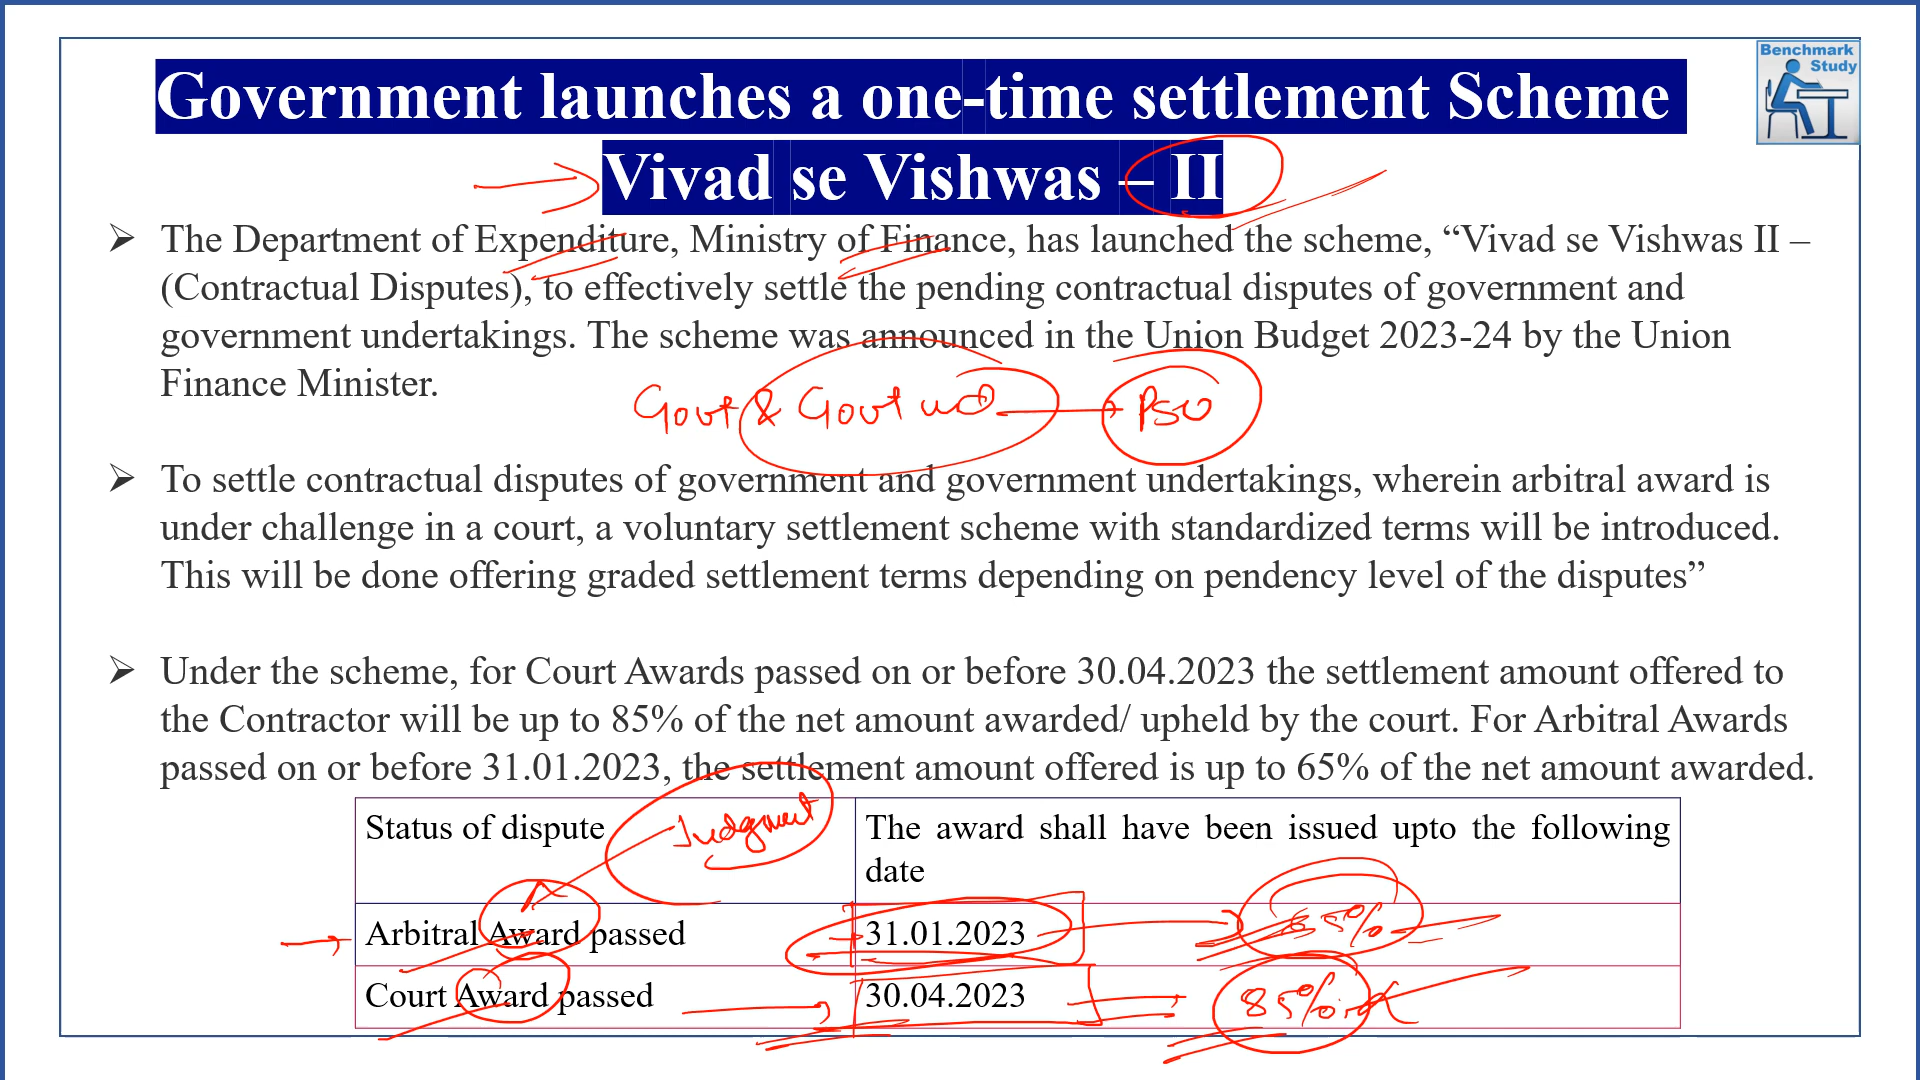 Benchmark
Study
Government launches a one-time settlement Scheme
Vivad se Vishwas – II
➢ The Department of Expenditure, Ministry of Finance, has launched the scheme, “Vivad se Vishwas II –
(Contractual Disputes), to effectively settle the pending contractual disputes of government and
government undertakings. The scheme was announced in the Union Budget 2023-24 by the Union
Finance Minister.
Govt & Govt und PSU
➢ To settle contractual disputes of government and government undertakings, wherein arbitral award is
under challenge in a court, a voluntary settlement scheme with standardized terms will be introduced.
This will be done offering graded settlement terms depending on pendency level of the disputes”
➢ Under the scheme, for Court Awards passed on or before 30.04.2023 the settlement amount offered to
the Contractor will be up to 85% of the net amount awarded/ upheld by the court. For Arbitral Awards
passed on or before 31.01.2023, the settlement amount offered is up to 65% of the net amount awarded.
Status of dispute Judgment The award shall have been issued upto the following
date
Arbitral Award passed 31.01.2023
Court Award passed 30.04.2023 85%